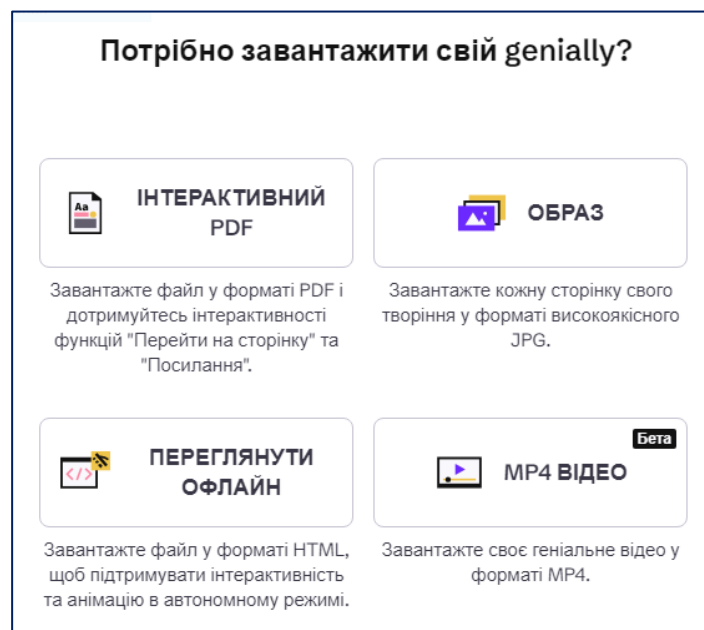 Потрібно завантажити свій genially?
Aa
ІНТЕРАКТИВНИЙ
PDF
ОБРАЗ
Завантажте файл у форматі PDF і
дотримуйтесь інтерактивності
функцій "Перейти на сторінку" та
"Посилання".
Завантажте кожну сторінку свого
творіння у форматі високоякісного
JPG.
</>
ПЕРЕГЛЯНУТИ
ОФЛАЙН
Бета
MP4 ВІДЕО
Завантажте файл у форматі HTML,
щоб підтримувати інтерактивність
та анімацію в автономному режимі.
Завантажте своє геніальне відео у
форматі MP4.